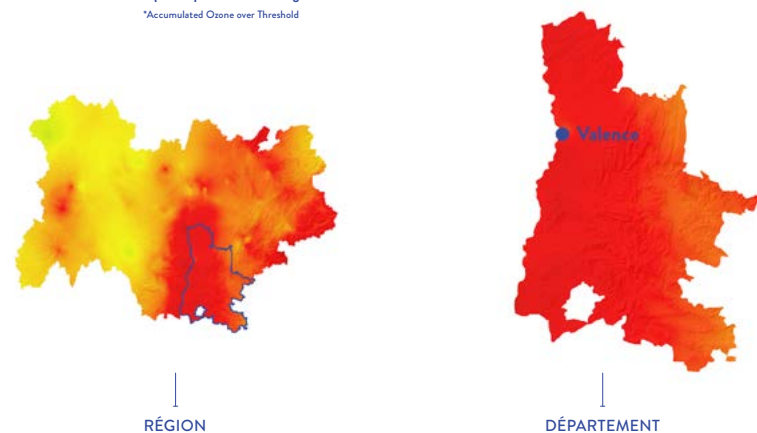 *Accumulated Ozone over Threshold
Valence
RÉGION
DÉPARTEMENT